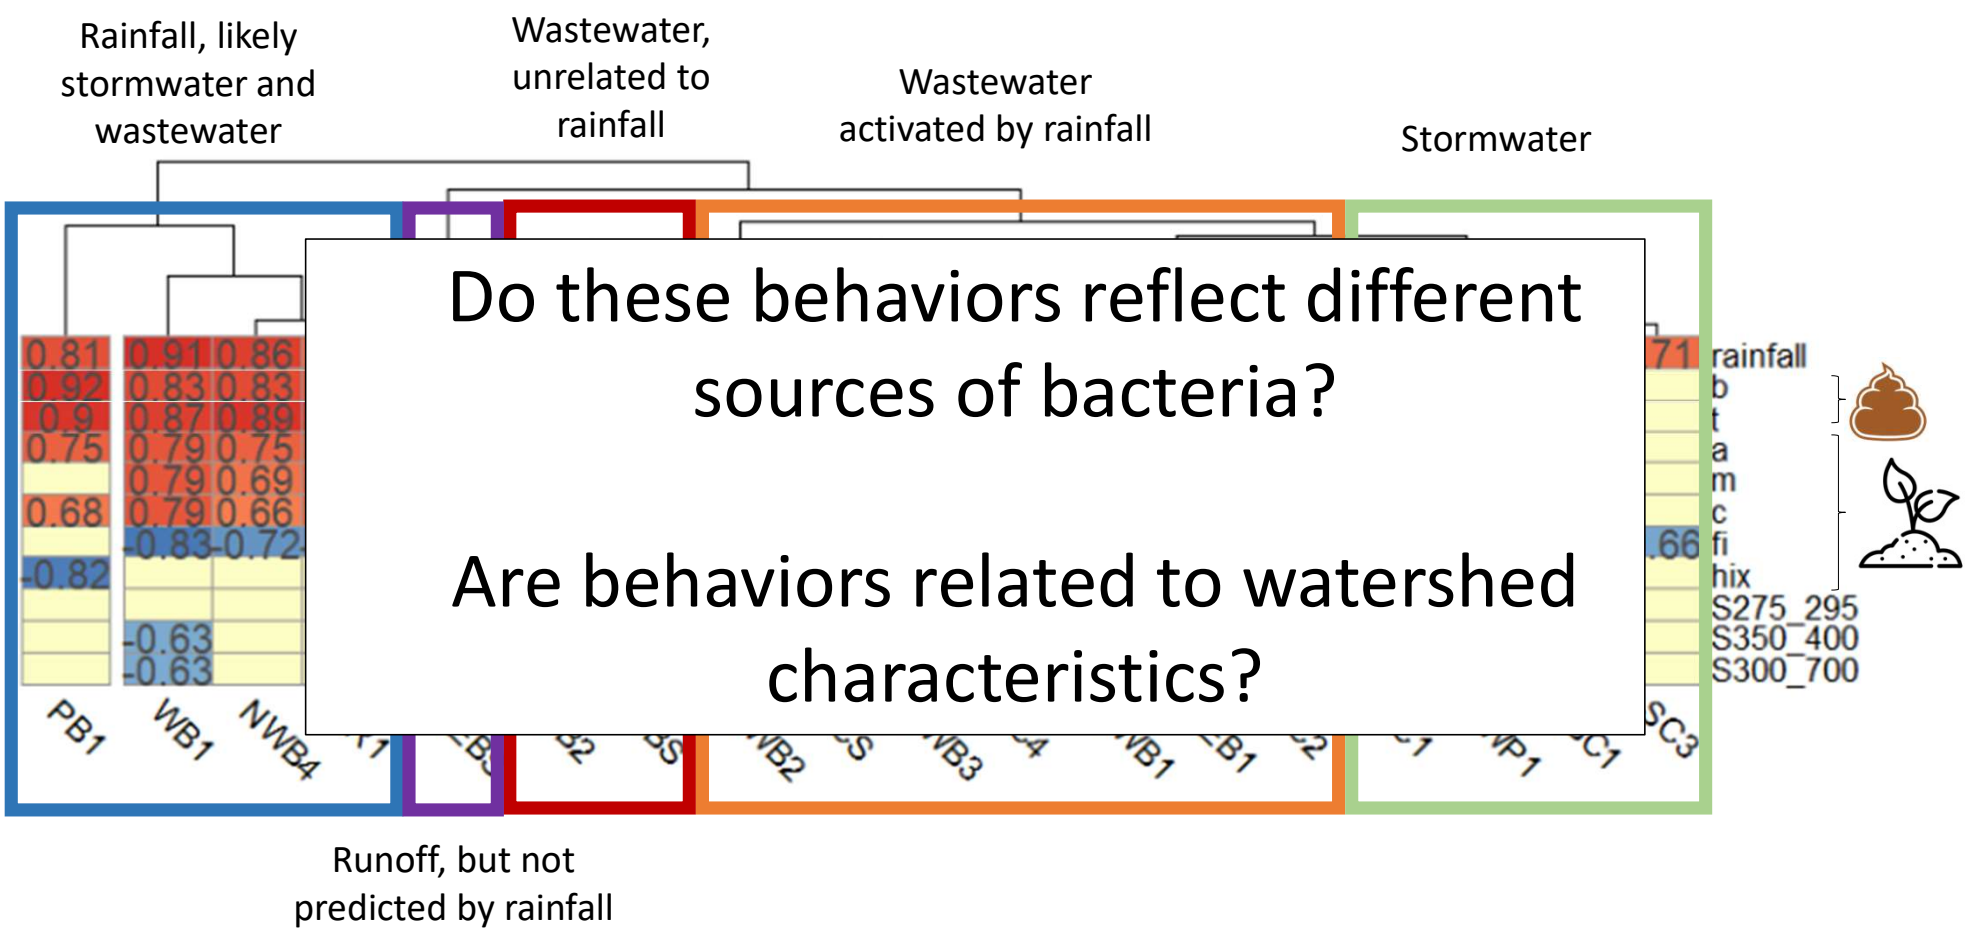 Rainfall, likely
stormwater and
wastewater
Wastewater,
unrelated to
rainfall
Wastewater
activated by rainfall
Stormwater
Do these behaviors reflect different
sources of bacteria?
Are behaviors related to watershed
characteristics?
0.81 0.91 0.86 71 rainfall
0.92 0.83 0.83 b
0.9 0.87 0.89 t
0.75 0.79 0.75 a
0.79 0.69 m
0.68 0.79 0.66 c
-0.83 -0.72 .66 fi
-0.82 hix
S275_295
-0.63 S350_400
-0.63 S300_700
PB1 WB1 NWB4 SC3
Runoff, but not
predicted by rainfall